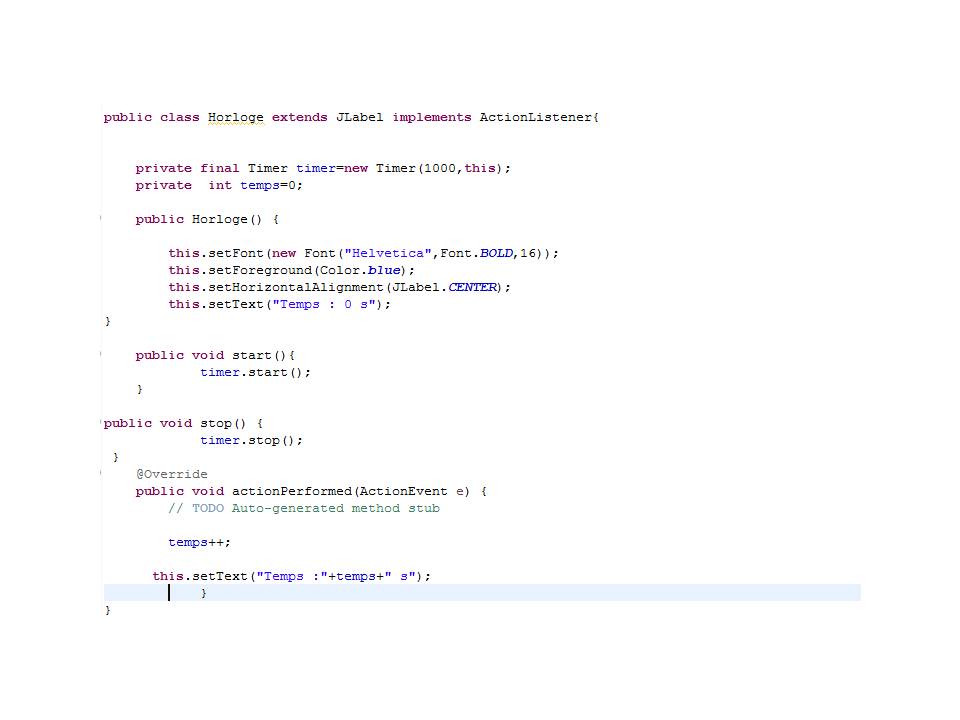 public class Horloge extends JLabel implements ActionListener{
private final Timer timer=new Timer(1000,this);
private  int temps=0;
public Horloge() {
this.setFont(new Font("Helvetica",Font.BOLD,16));
this.setForeground(Color.blue);
this.setHorizontalAlignment(JLabel.CENTER);
this.setText("Temps : 0 s");
}
public void start(){
timer.start();
}
public void stop() {
timer.stop();
}
@Override
public void actionPerformed(ActionEvent e) {
// TODO Auto-generated method stub
temps++;
this.setText("Temps :"+temps+" s");
}
}